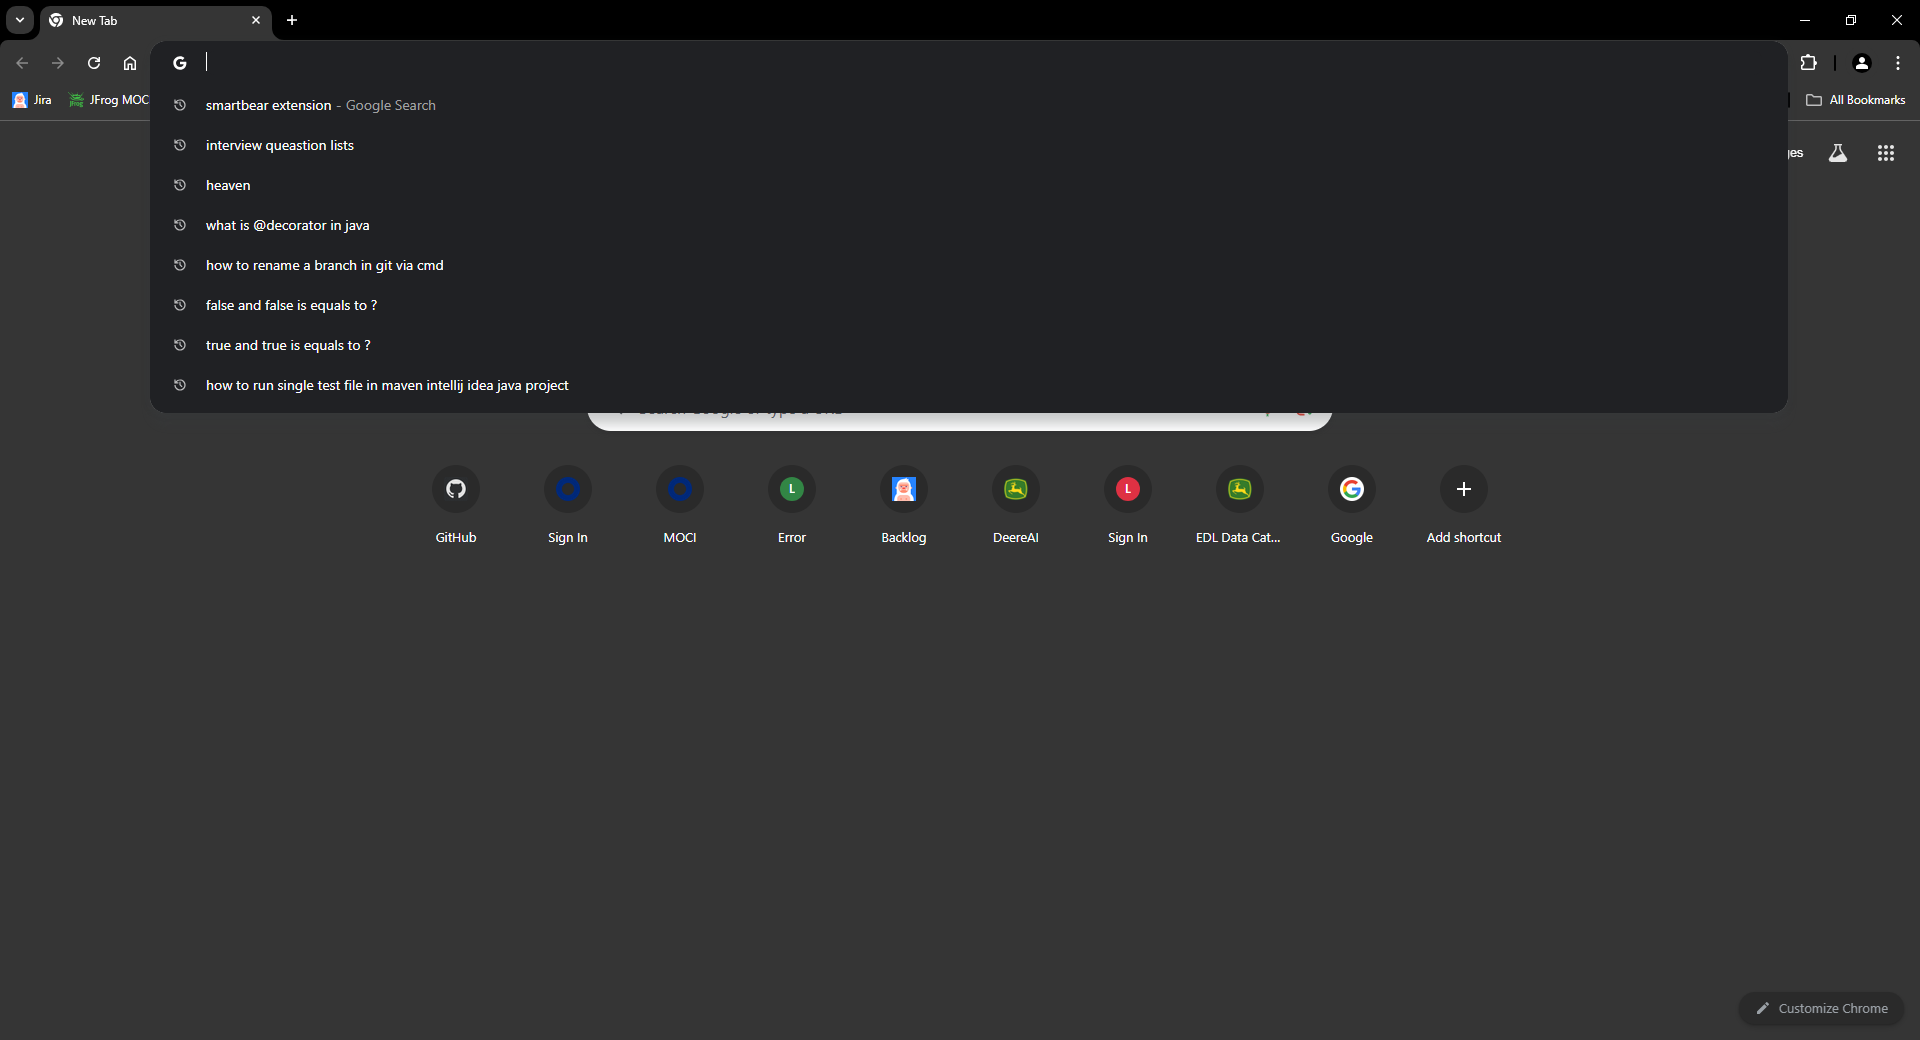 New Tab
Jira
JFrog MOC
All Bookmarks
smartbear extension - Google Search
interview queastion lists
heaven
what is @decorator in java
how to rename a branch in git via cmd
false and false is equals to ?
true and true is equals to ?
how to run single test file in maven intellij idea java project
GitHub
Sign In
MOCI
Error
Backlog
DeereAI
Sign In
EDL Data Cat...
Google
Add shortcut
L
L
Customize Chrome